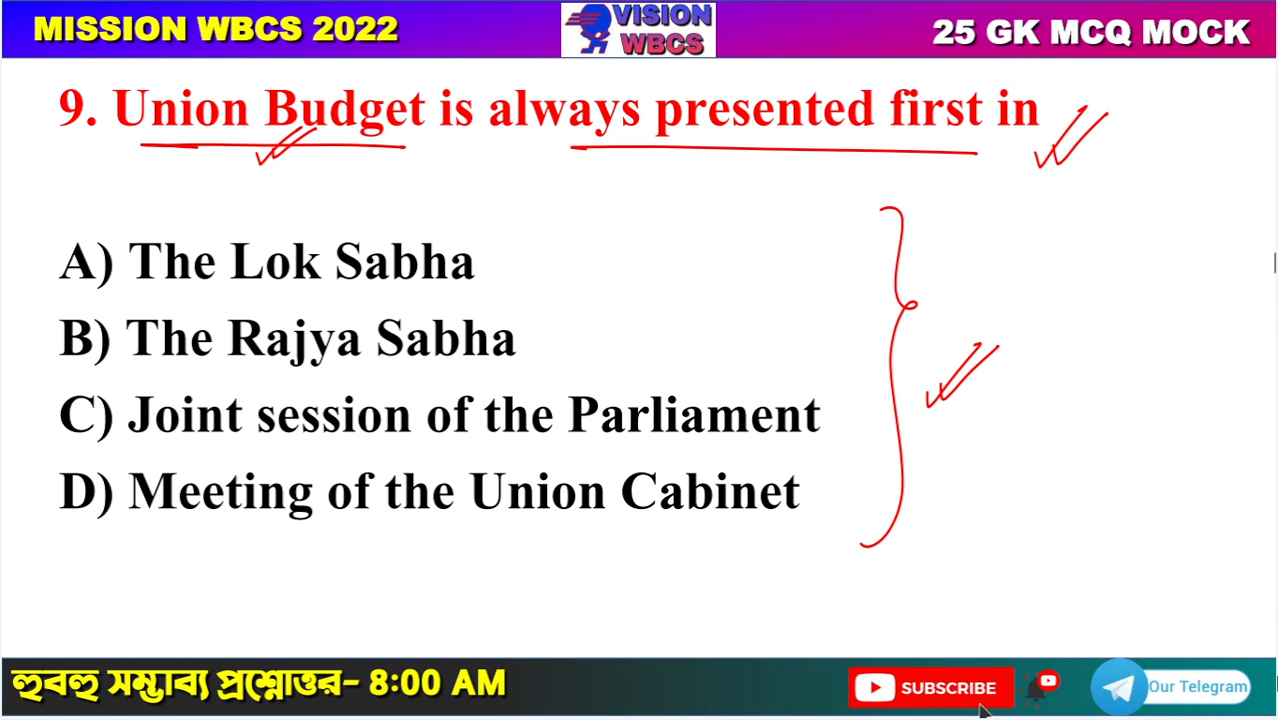 MISSION WBCS 2022
VISION
WBCS
25 GK MCQ MOCK
9. Union Budget is always presented first in
A) The Lok Sabha
B) The Rajya Sabha
C) Joint session of the Parliament
D) Meeting of the Union Cabinet
হুবহু সম্ভাব্য প্রশ্নোত্তর- 8:00 AM
SUBSCRIBE
Our Telegram